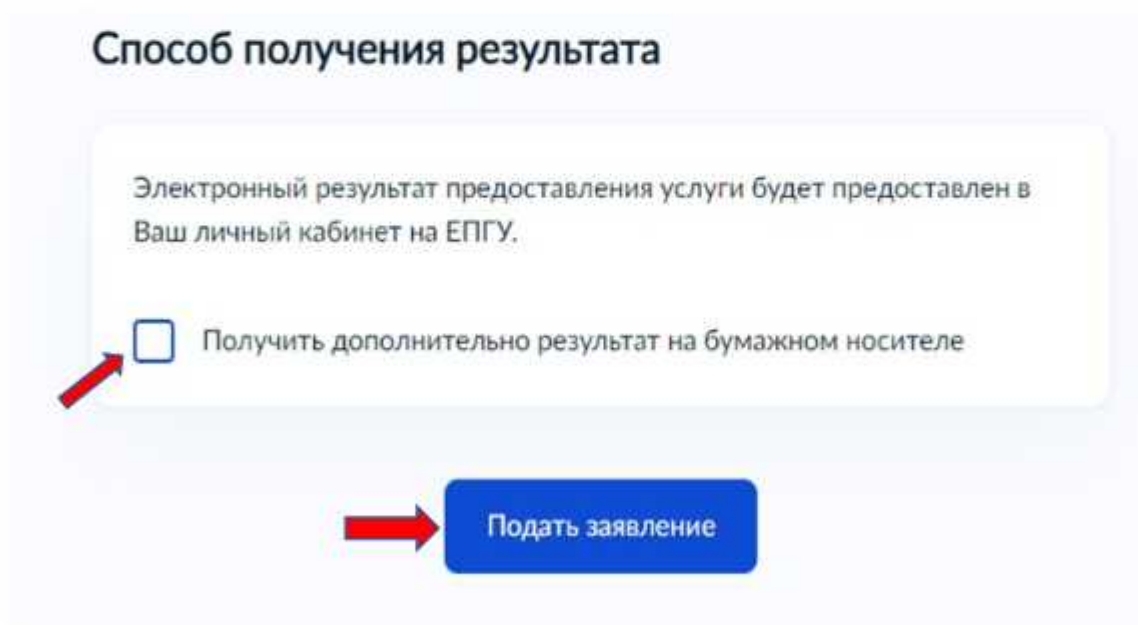 Способ получения результата
Электронный результат предоставления услуги будет предоставлен в
Ваш личный кабинет на ЕПГУ.
Получить дополнительно результат на бумажном носителе
Подать заявление